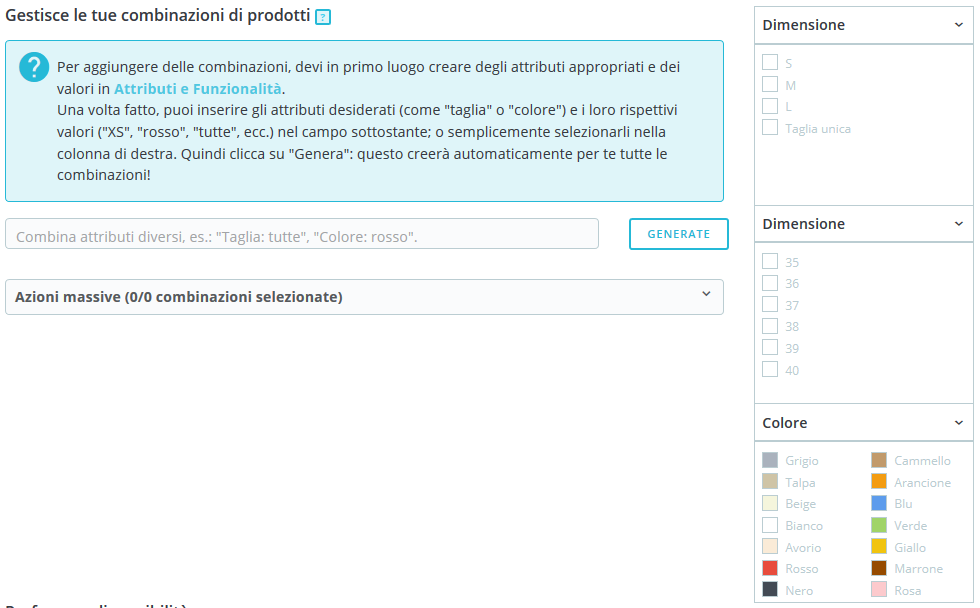 Gestisce le tue combinazioni di prodotti ?
? Per aggiungere delle combinazioni, devi in primo luogo creare degli attributi appropriati e dei
valori in Attributi e Funzionalità.
Una volta fatto, puoi inserire gli attributi desiderati (come "taglia" o "colore") e i loro rispettivi
valori ("XS", "rosso", "tutte", ecc.) nel campo sottostante; o semplicemente selezionarli nella
colonna di destra. Quindi clicca su "Genera": questo creerà automaticamente per te tutte le
combinazioni!
Combina attributi diversi, es.: "Taglia: tutte", "Colore: rosso".
GENERATE
Azioni massive (0/0 combinazioni selezionate)
Dimensione
S
M
L
Taglia unica
Dimensione
35
36
37
38
39
40
Colore
Grigio
Talpa
Beige
Bianco
Avorio
Rosso
Nero
Cammello
Arancione
Blu
Verde
Giallo
Marrone
Rosa